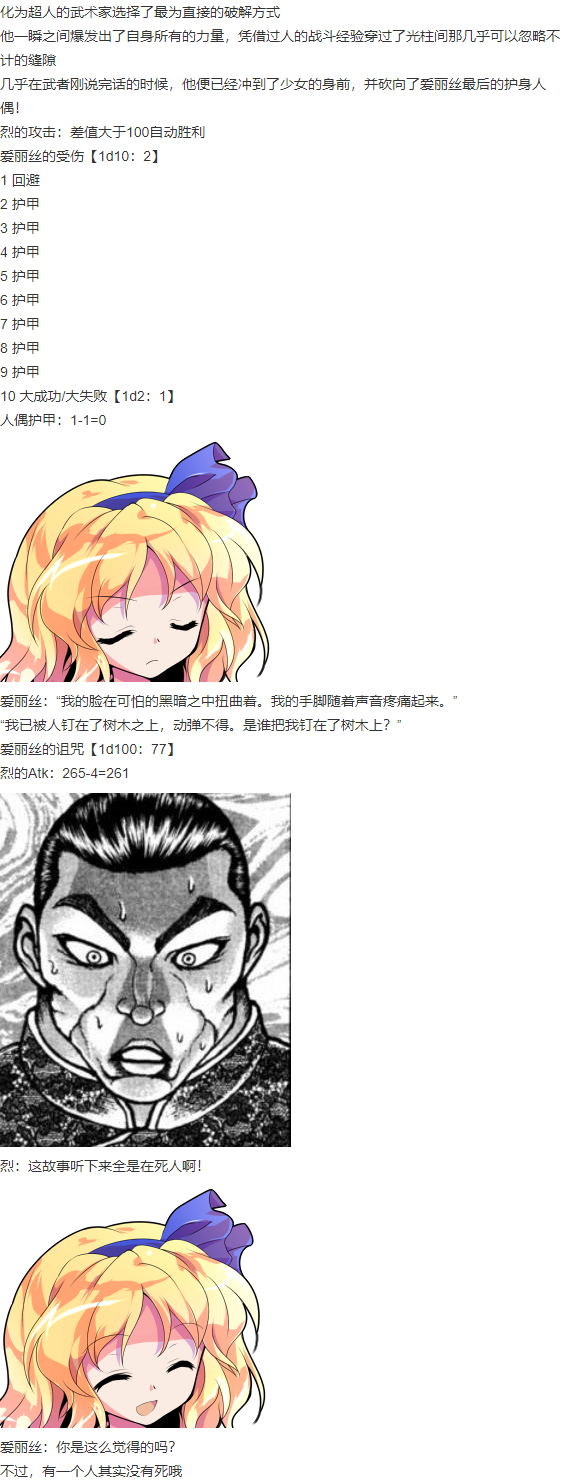 化为超人的武术家选择了最为直接的破解方式
他一瞬之间爆发出了自身所有的力量，凭借过人的战斗经验穿过了光柱间那几乎可以忽略不
计的缝隙
几乎在武者刚说完话的时候，他便已经冲到了少女的身前，并砍向了爱丽丝最后的护身人
偶！
烈的攻击：差值大于100自动胜利
爱丽丝的受伤【1d10：2】
1 回避
2 护甲
3 护甲
4 护甲
5 护甲
6 护甲
7 护甲
8 护甲
9 护甲
10 大成功/大失败【1d2：1】
人偶护甲：1-1=0
爱丽丝：“我的脸在可怕的黑暗之中扭曲着。我的手脚随着声音疼痛起来。”
“我已被人钉在了树木之上，动弹不得。是谁把我钉在了树木上？”
爱丽丝的诅咒【1d100：77】
烈的Atk：265-4=261
烈：这故事听下来全是在死人啊！
爱丽丝：你是这么觉得的吗？
不过，有一个人其实没有死哦